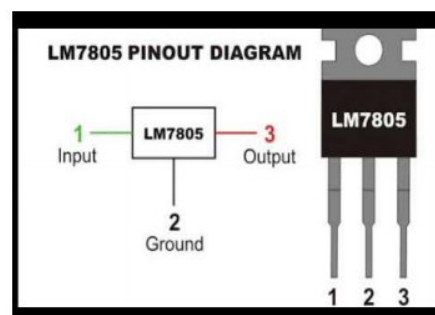 LM7805 PINOUT DIAGRAM
1
Input
LM7805
3
Output
2
Ground
LM7805
1 2 3